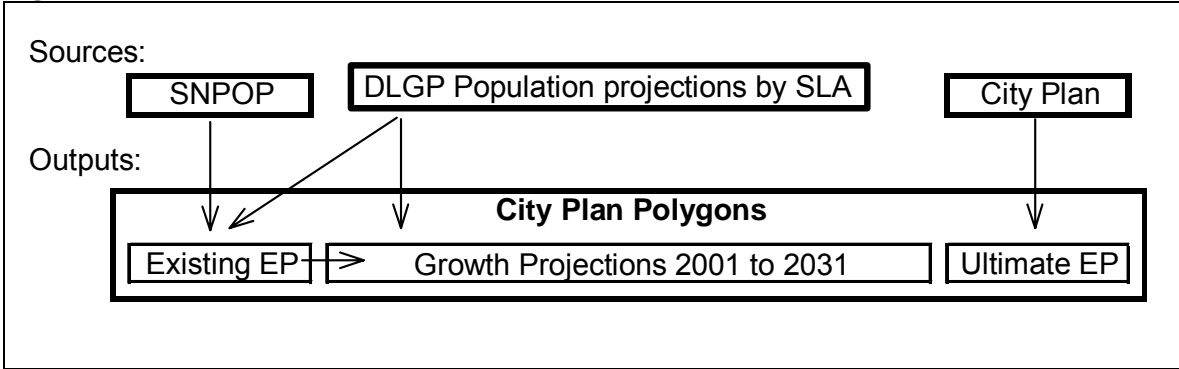 Sources:
SNPOP DLGP Population projections by SLA City Plan
Outputs:
City Plan Polygons
Existing EP Growth Projections 2001 to 2031 Ultimate EP